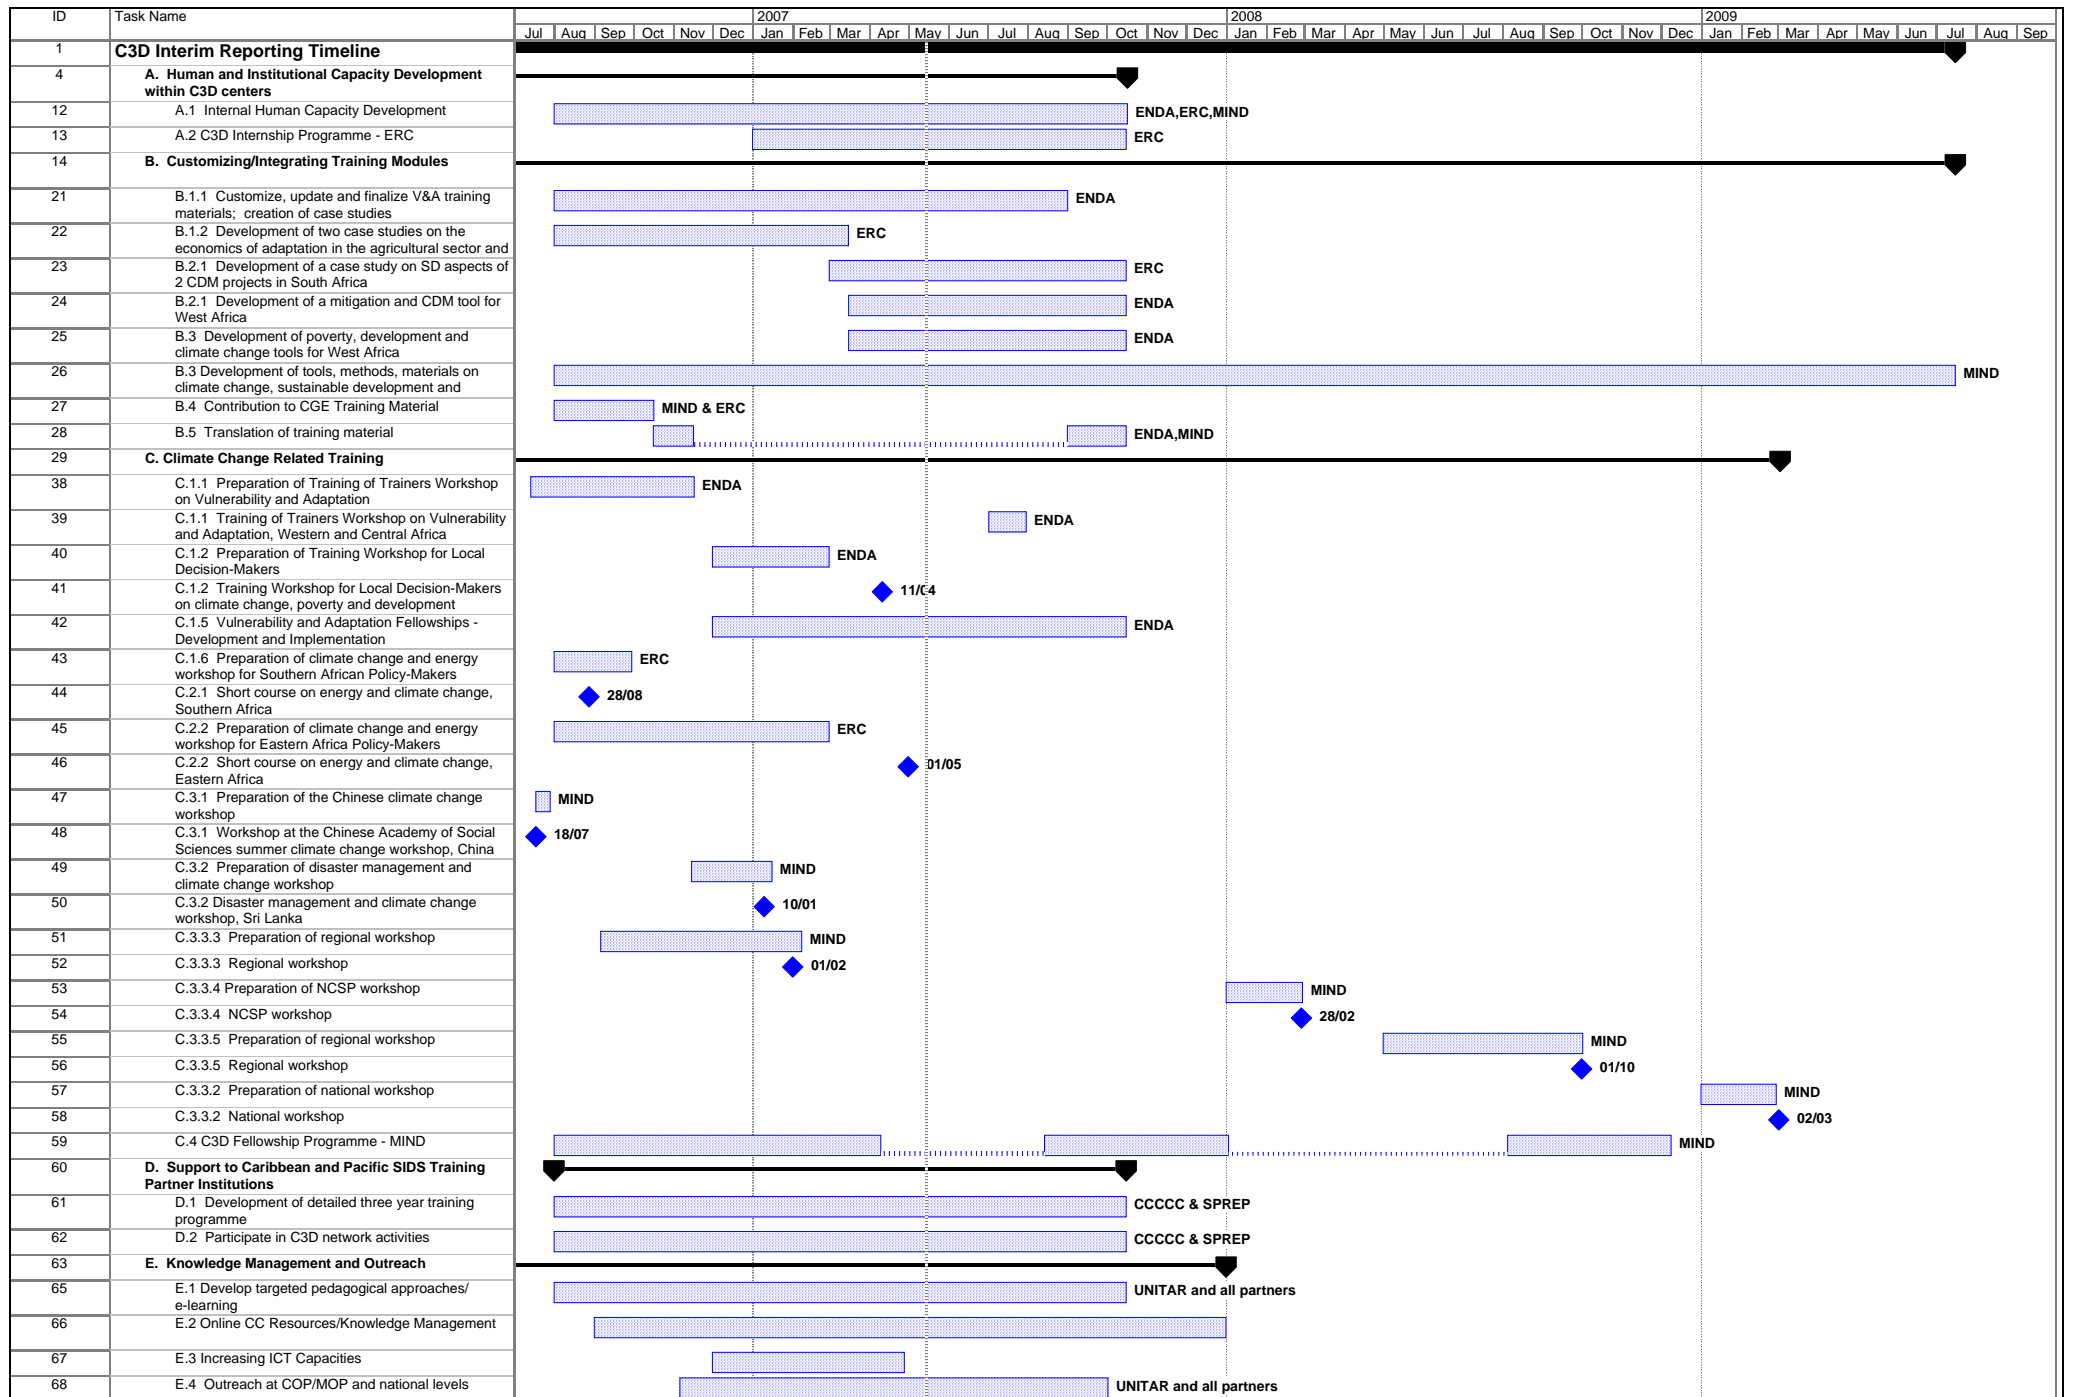 ID Task Name 2007 2008 2009
Jul Aug Sep Oct Nov Dec Jan Feb Mar Apr May Jun Jul Aug Sep Oct Nov Dec Jan Feb Mar Apr May Jun Jul Aug Sep Oct Nov Dec Jan Feb Mar Apr May Jun Jul Aug Sep
1 C3D Interim Reporting Timeline
4 A. Human and Institutional Capacity Development
within C3D centers
12 A.1 Internal Human Capacity Development ENDA,ERC,MIND
13 A.2 C3D Internship Programme - ERC ERC
14 B. Customizing/Integrating Training Modules
21 B.1.1 Customize, update and finalize V&A training
materials; creation of case studies ENDA
22 B.1.2 Development of two case studies on the
economics of adaptation in the agricultural sector and ERC
23 B.2.1 Development of a case study on SD aspects of
2 CDM projects in South Africa ERC
24 B.2.1 Development of a mitigation and CDM tool for
West Africa ENDA
25 B.3 Development of poverty, development and
climate change tools for West Africa ENDA
26 B.3 Development of tools, methods, materials on
climate change, sustainable development and MIND
27 B.4 Contribution to CGE Training Material MIND & ERC
28 B.5 Translation of training material ENDA,MIND
29 C. Climate Change Related Training
38 C.1.1 Preparation of Training of Trainers Workshop
on Vulnerability and Adaptation ENDA
39 C.1.1 Training of Trainers Workshop on Vulnerability
and Adaptation, Western and Central Africa ENDA
40 C.1.2 Preparation of Training Workshop for Local
Decision-Makers ENDA
41 C.1.2 Training Workshop for Local Decision-Makers
on climate change, poverty and development 11/04
42 C.1.5 Vulnerability and Adaptation Fellowships -
Development and Implementation ENDA
43 C.1.6 Preparation of climate change and energy
workshop for Southern African Policy-Makers ERC
44 C.2.1 Short course on energy and climate change,
Southern Africa 28/08
45 C.2.2 Preparation of climate change and energy
workshop for Eastern Africa Policy-Makers ERC
46 C.2.2 Short course on energy and climate change,
Eastern Africa 01/05
47 C.3.1 Preparation of the Chinese climate change
workshop MIND
48 C.3.1 Workshop at the Chinese Academy of Social
Sciences summer climate change workshop, China 18/07
49 C.3.2 Preparation of disaster management and
climate change workshop MIND
50 C.3.2 Disaster management and climate change
workshop, Sri Lanka 10/01
51 C.3.3.3 Preparation of regional workshop MIND
52 C.3.3.3 Regional workshop 01/02
53 C.3.3.4 Preparation of NCSP workshop MIND
54 C.3.3.4 NCSP workshop 28/02
55 C.3.3.5 Preparation of regional workshop MIND
56 C.3.3.5 Regional workshop 01/10
57 C.3.3.2 Preparation of national workshop MIND
58 C.3.3.2 National workshop 02/03
59 C.4 C3D Fellowship Programme - MIND MIND
60 D. Support to Caribbean and Pacific SIDS Training
Partner Institutions
61 D.1 Development of detailed three year training
programme CCCCC & SPREP
62 D.2 Participate in C3D network activities CCCCC & SPREP
63 E. Knowledge Management and Outreach
65 E.1 Develop targeted pedagogical approaches/
e-learning UNITAR and all partners
66 E.2 Online CC Resources/Knowledge Management
67 E.3 Increasing ICT Capacities
68 E.4 Outreach at COP/MOP and national levels UNITAR and all partners